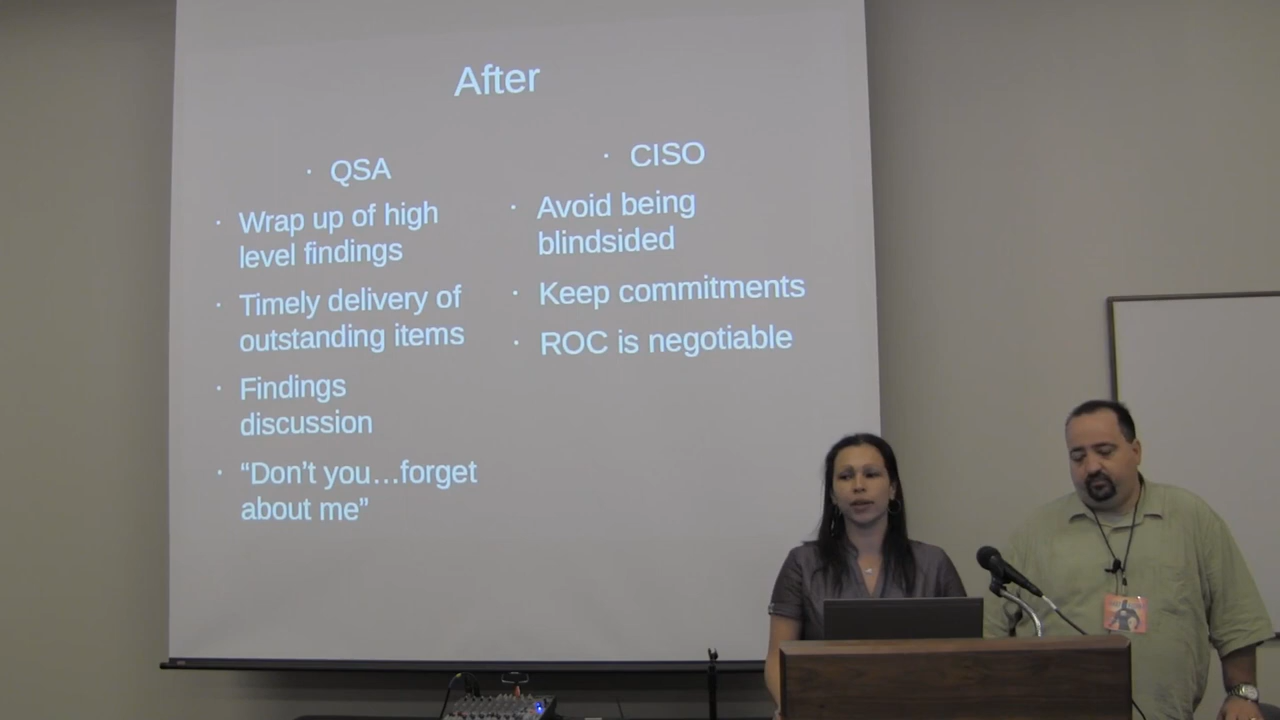 After
· QSA
· Wrap up of high
level findings
· Timely delivery of
outstanding items
· Findings
discussion
· “Don’t you…forget
about me”
· CISO
· Avoid being
blindsided
· Keep commitments
· ROC is negotiable